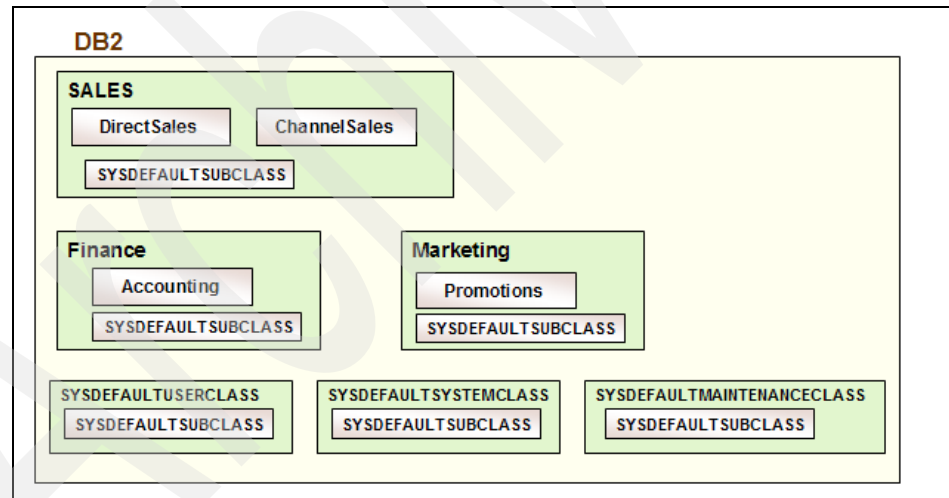 DB2
SALES
DirectSales
ChannelSales
SYSDEFAULTSUBCLASS
Finance
Accounting
SYSDEFAULTSUBCLASS
Marketing
Promotions
SYSDEFAULTSUBCLASS
SYSDEFAULTUSERCLASS
SYSDEFAULTSUBCLASS
SYSDEFAULTSYSTEMCLASS
SYSDEFAULTSUBCLASS
SYSDEFAULTMAINTENANCECLASS
SYSDEFAULTSUBCLASS